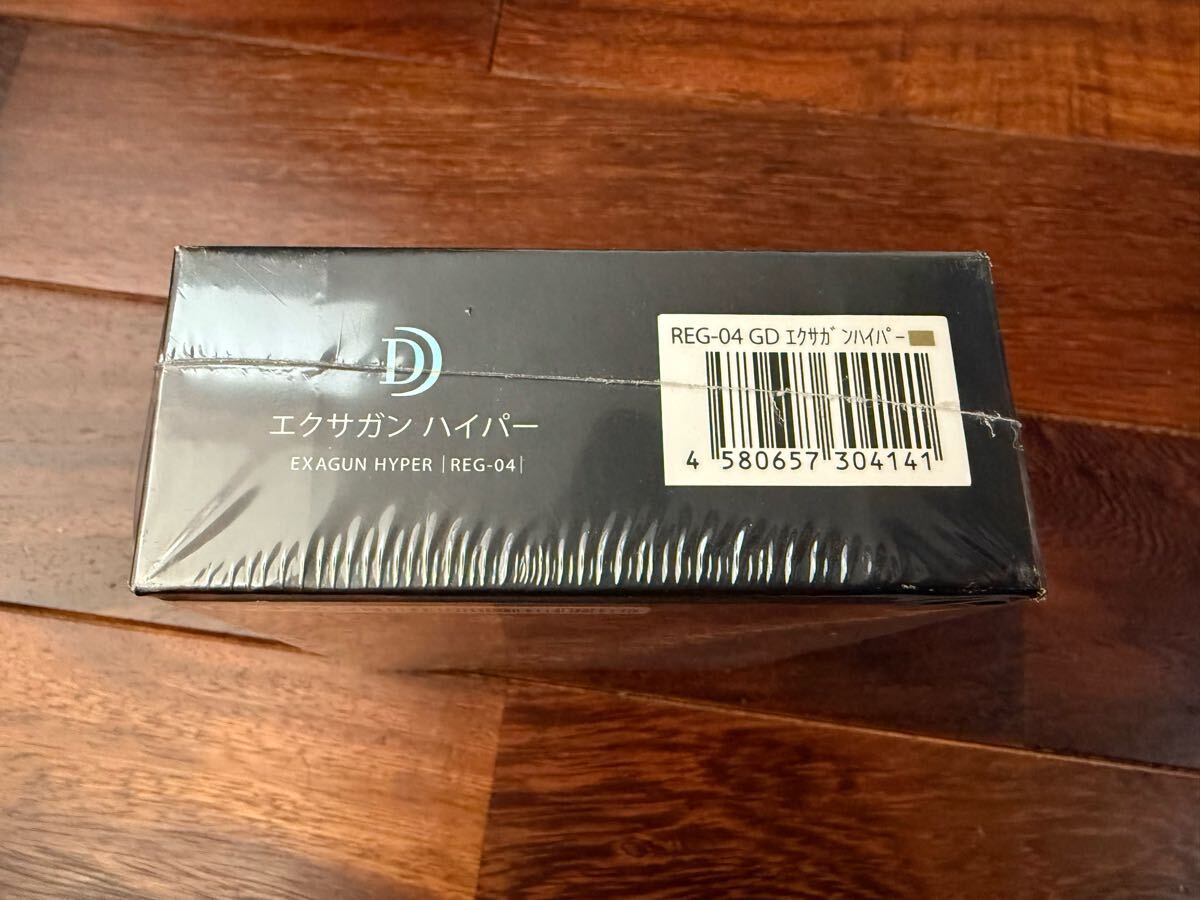 D
エクサガン ハイパー
EXAGUN HYPER |REG-04|
REG-04 GD ｴｸｻｶﾞﾝﾊｲﾊﾟｰ
4 580657 304141